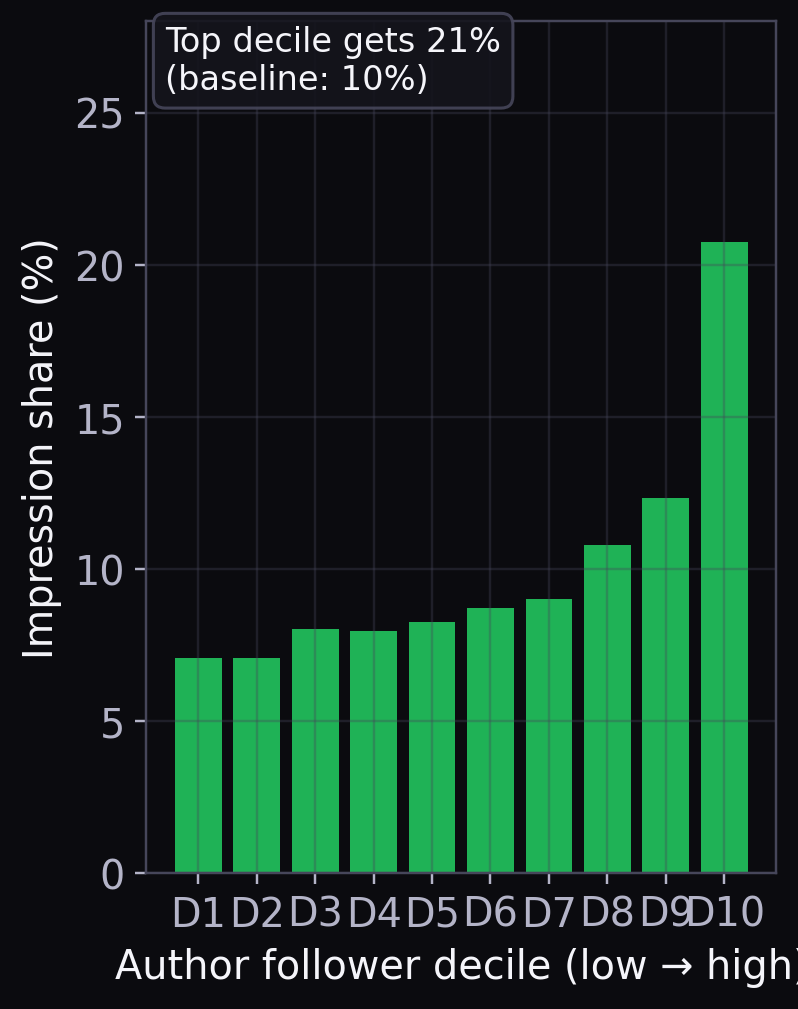 Top decile gets 21%
(baseline: 10%)
25
20
15
10
5
0
Impression share (%)
D1 D2 D3 D4 D5 D6 D7 D8 D9 D10
Author follower decile (low → high)